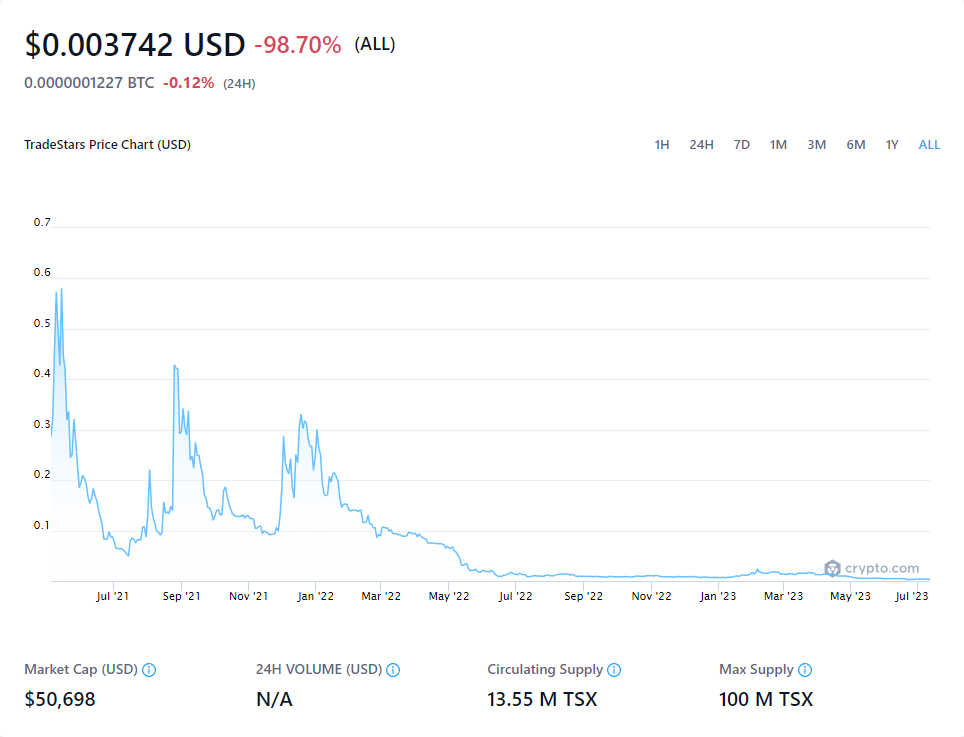 $0.003742 USD -98.70% (ALL)
0.0000001227 BTC -0.12% (24H)
TradeStars Price Chart (USD) 1H 24H 7D 1M 3M 6M 1Y ALL
0.7
0.6
0.5
0.4
0.3
0.2
0.1
crypto.com
Jul '21 Sep '21 Nov '21 Jan '22 Mar '22 May '22 Jul '22 Sep '22 Nov '22 Jan '23 Mar '23 May '23 Jul '23
Market Cap (USD) 24H VOLUME (USD) Circulating Supply Max Supply
$50,698 N/A 13.55 M TSX 100 M TSX